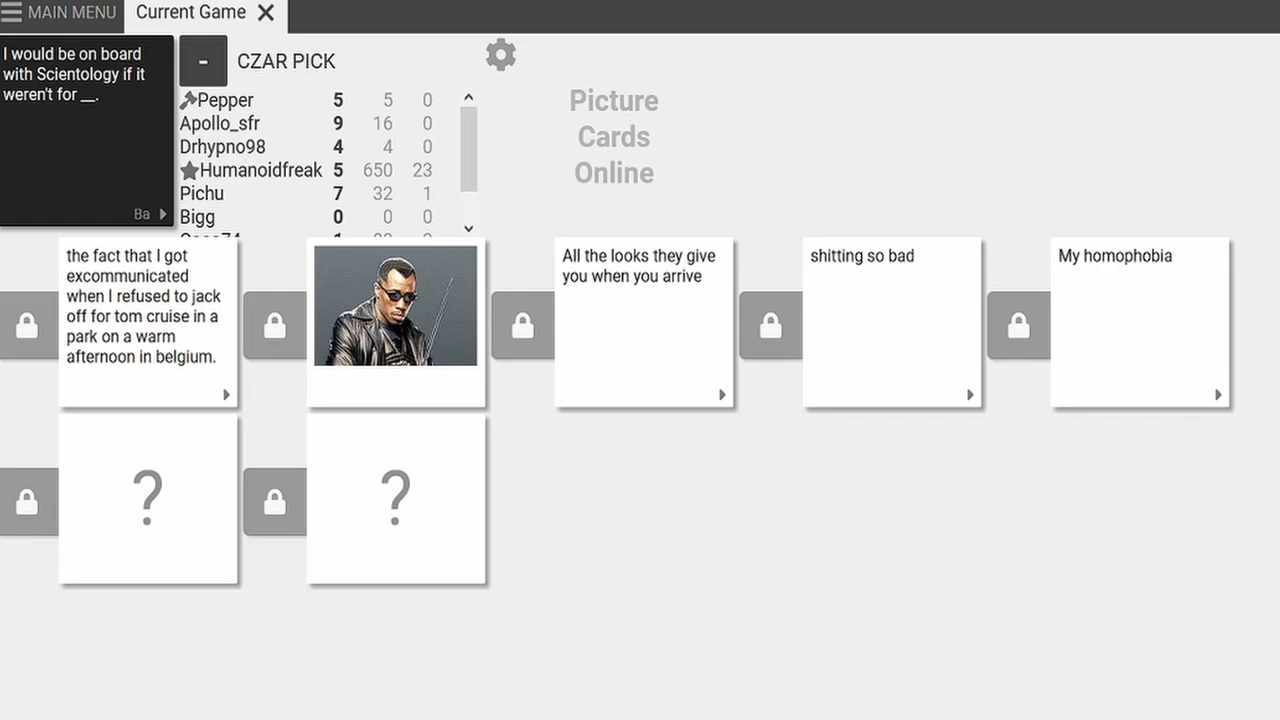 MAIN MENU
Current Game
I would be on board
with Scientology if it
weren't for __.
Ba
-
CZAR PICK
Pepper 5 5 0
Apollo_sfr 9 16 0
Drhypno98 4 4 0
Humanoidfreak 5 650 23
Pichu 7 32 1
Bigg 0 0 0
Picture
Cards
Online
the fact that I got
excommunicated
when I refused to jack
off for tom cruise in a
park on a warm
afternoon in belgium.
All the looks they give
you when you arrive
shitting so bad
My homophobia
?
?